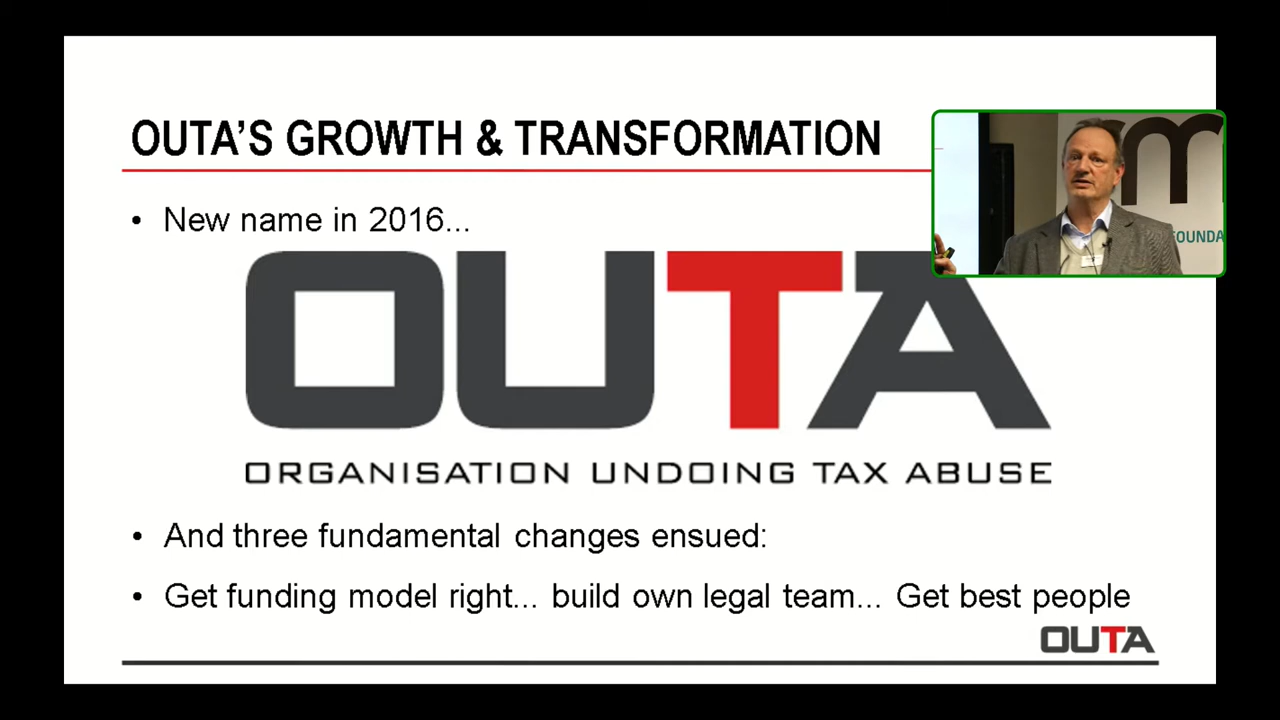 OUTA'S GROWTH & TRANSFORMATION
• New name in 2016...
OUTA
ORGANISATION UNDOING TAX ABUSE
• And three fundamental changes ensued:
• Get funding model right... build own legal team... Get best people
OUTA
m
FOUNDA